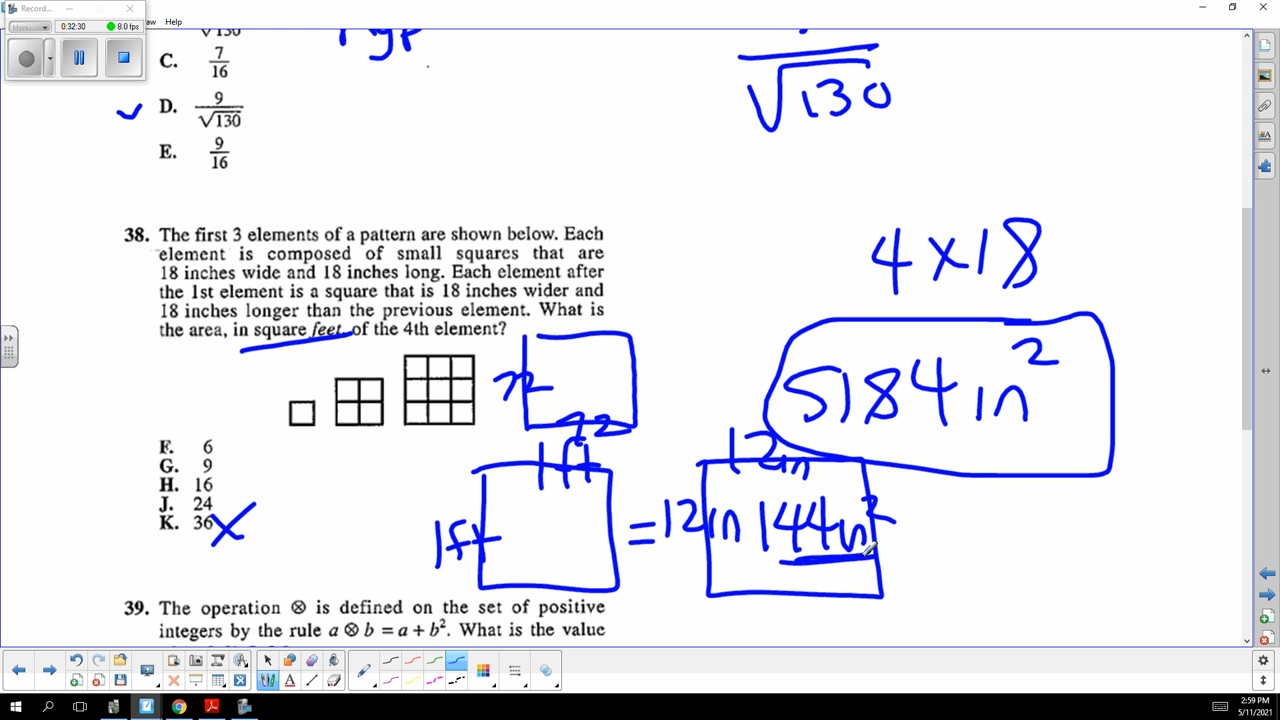 Record...
Menu
0:32:30
8.0 fps
aw
Help
√130
Hyp
C. 7/16
D. 9/√130
E. 9/16
√130
38. The first 3 elements of a pattern are shown below. Each
element is composed of small squares that are
18 inches wide and 18 inches long. Each element after
the 1st element is a square that is 18 inches wider and
18 inches longer than the previous element. What is
the area, in square feet, of the 4th element?
4×18
5184in²
72
72
F. 6
G. 9
H. 16
J. 24
K. 36
1ft
1ft
=
12in
12in
144in²
39. The operation ⊗ is defined on the set of positive
integers by the rule a ⊗ b = a + b². What is the value
2:59 PM
5/11/2021